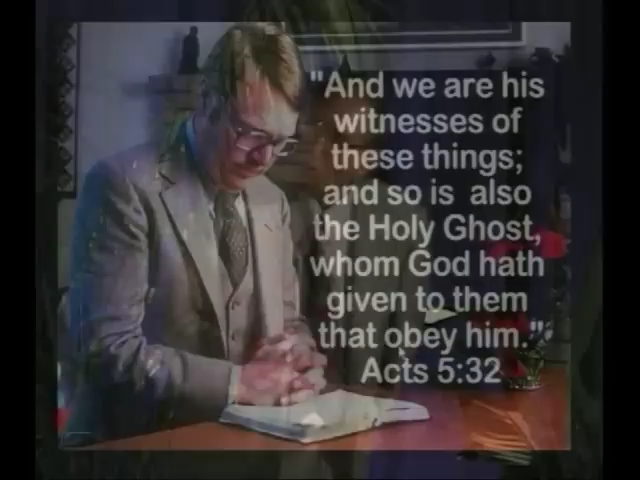 "And we are his
witnesses of
these things;
and so is also
the Holy Ghost,
whom God hath
given to them
that obey him."
Acts 5:32